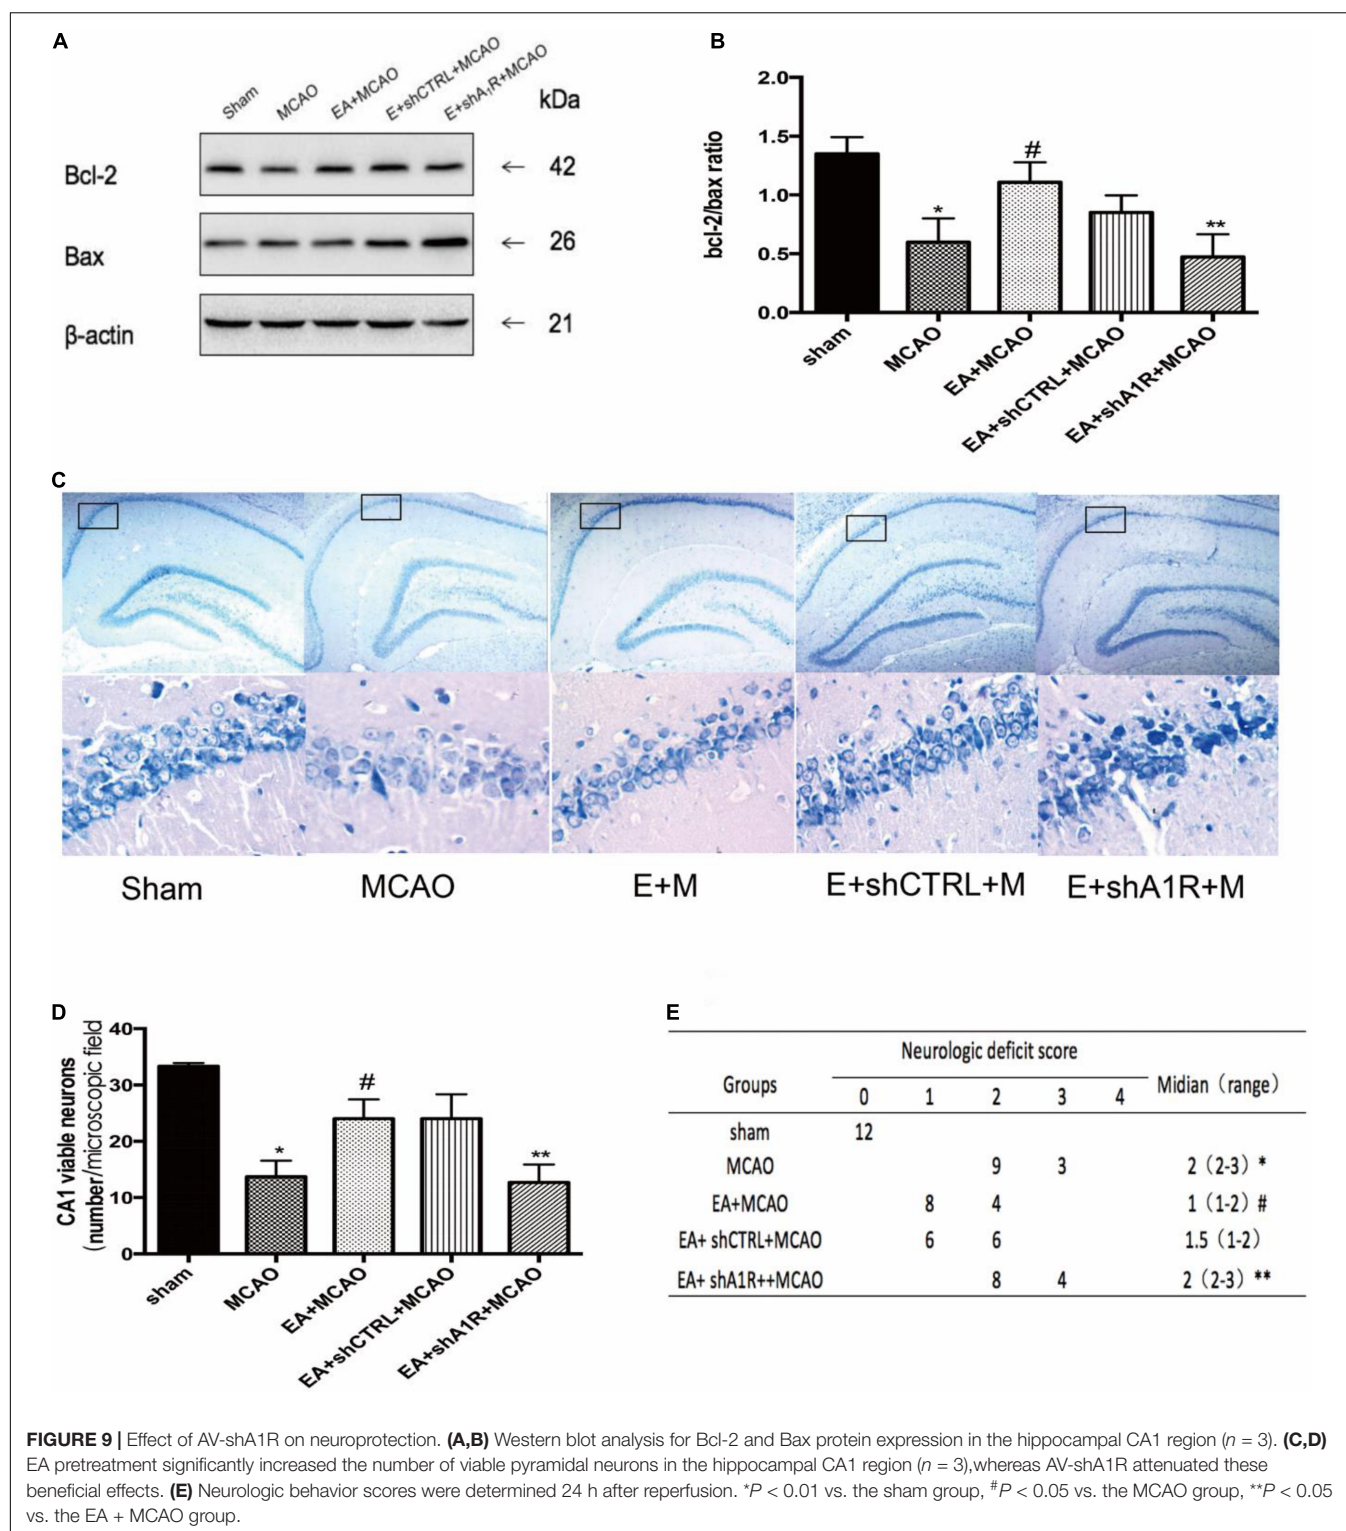 A
Sham MCAO EA+MCAO E+shCTRL+MCAO E+shA₁R+MCAO kDa
Bcl-2 ← 42
Bax ← 26
β-actin ← 21
B
bcl-2/bax ratio
2.0
1.5
1.0
0.5
0.0
* # **
sham MCAO EA+MCAO EA+shCTRL+MCAO EA+shA1R+MCAO
C
Sham MCAO E+M E+shCTRL+M E+shA1R+M
D
CA1 viable neurons
(number/microscopic field
40
30
20
10
0
* # **
sham MCAO EA+MCAO EA+shCTRL+MCAO EA+shA1R+MCAO
E
Neurologic deficit score
Groups 0 1 2 3 4 Midian（range）
sham 12
MCAO 9 3 2（2-3）*
EA+MCAO 8 4 1（1-2）#
EA+ shCTRL+MCAO 6 6 1.5（1-2）
EA+ shA1R++MCAO 8 4 2（2-3）**
FIGURE 9 | Effect of AV-shA1R on neuroprotection. (A,B) Western blot analysis for Bcl-2 and Bax protein expression in the hippocampal CA1 region (n = 3). (C,D)
EA pretreatment significantly increased the number of viable pyramidal neurons in the hippocampal CA1 region (n = 3),whereas AV-shA1R attenuated these
beneficial effects. (E) Neurologic behavior scores were determined 24 h after reperfusion. *P < 0.01 vs. the sham group, #P < 0.05 vs. the MCAO group, **P < 0.05
vs. the EA + MCAO group.